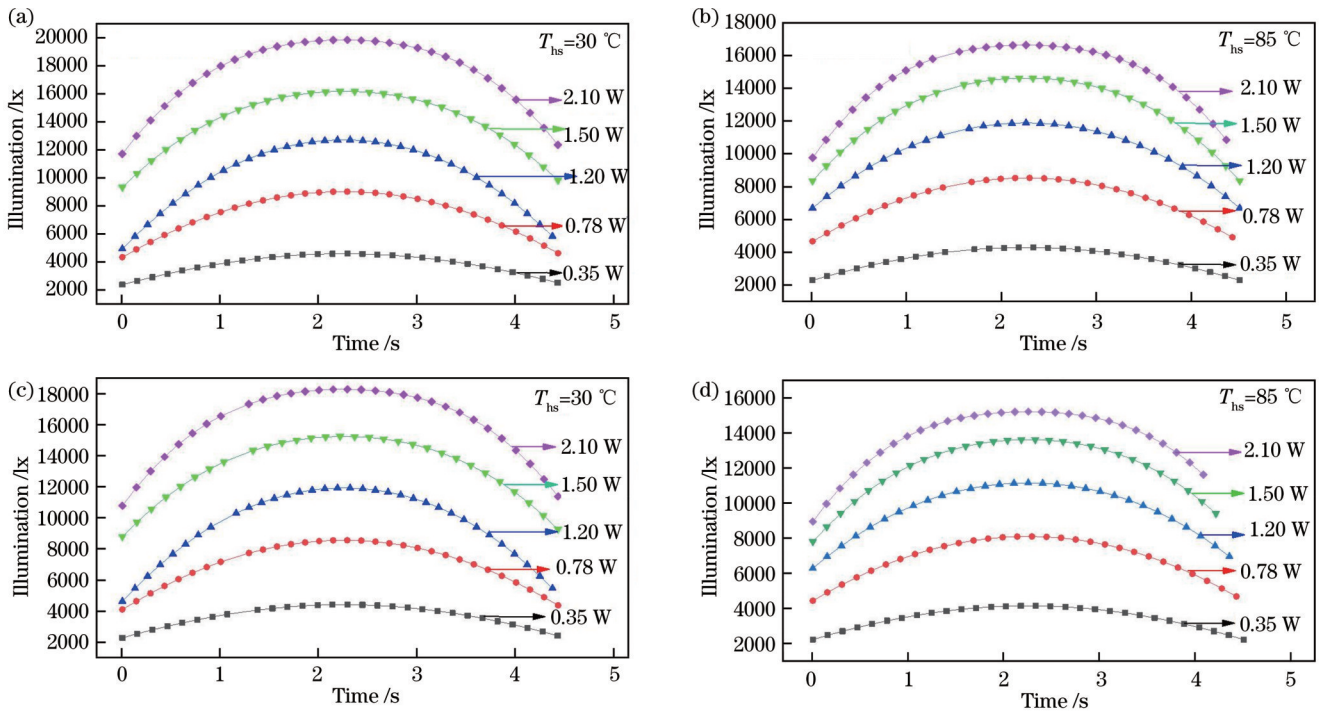 (a)
T_hs=30 ℃
20000
18000
16000
14000
12000
10000
8000
6000
4000
2000
Illumination /lx
2.10 W
1.50 W
1.20 W
0.78 W
0.35 W
0 1 2 3 4 5
Time /s
(b)
T_hs=85 ℃
18000
16000
14000
12000
10000
8000
6000
4000
2000
Illumination /lx
2.10 W
1.50 W
1.20 W
0.78 W
0.35 W
0 1 2 3 4 5
Time /s
(c)
T_hs=30 ℃
18000
16000
14000
12000
10000
8000
6000
4000
2000
Illumination /lx
2.10 W
1.50 W
1.20 W
0.78 W
0.35 W
0 1 2 3 4 5
Time /s
(d)
T_hs=85 ℃
16000
14000
12000
10000
8000
6000
4000
2000
Illumination /lx
2.10 W
1.50 W
1.20 W
0.78 W
0.35 W
0 1 2 3 4 5
Time /s